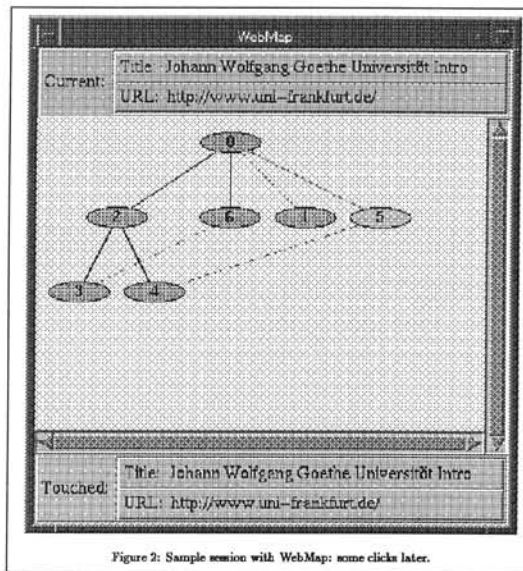 WebMap
Current:
Title: Johann Wolfgang Goethe Universität Intro
URL: http://www.uni-frankfurt.de/
0
2 6 1 5
3 4
Touched:
Title: Johann Wolfgang Goethe Universität Intro
URL: http://www.uni-frankfurt.de/
Figure 2: Sample session with WebMap: some clicks later.